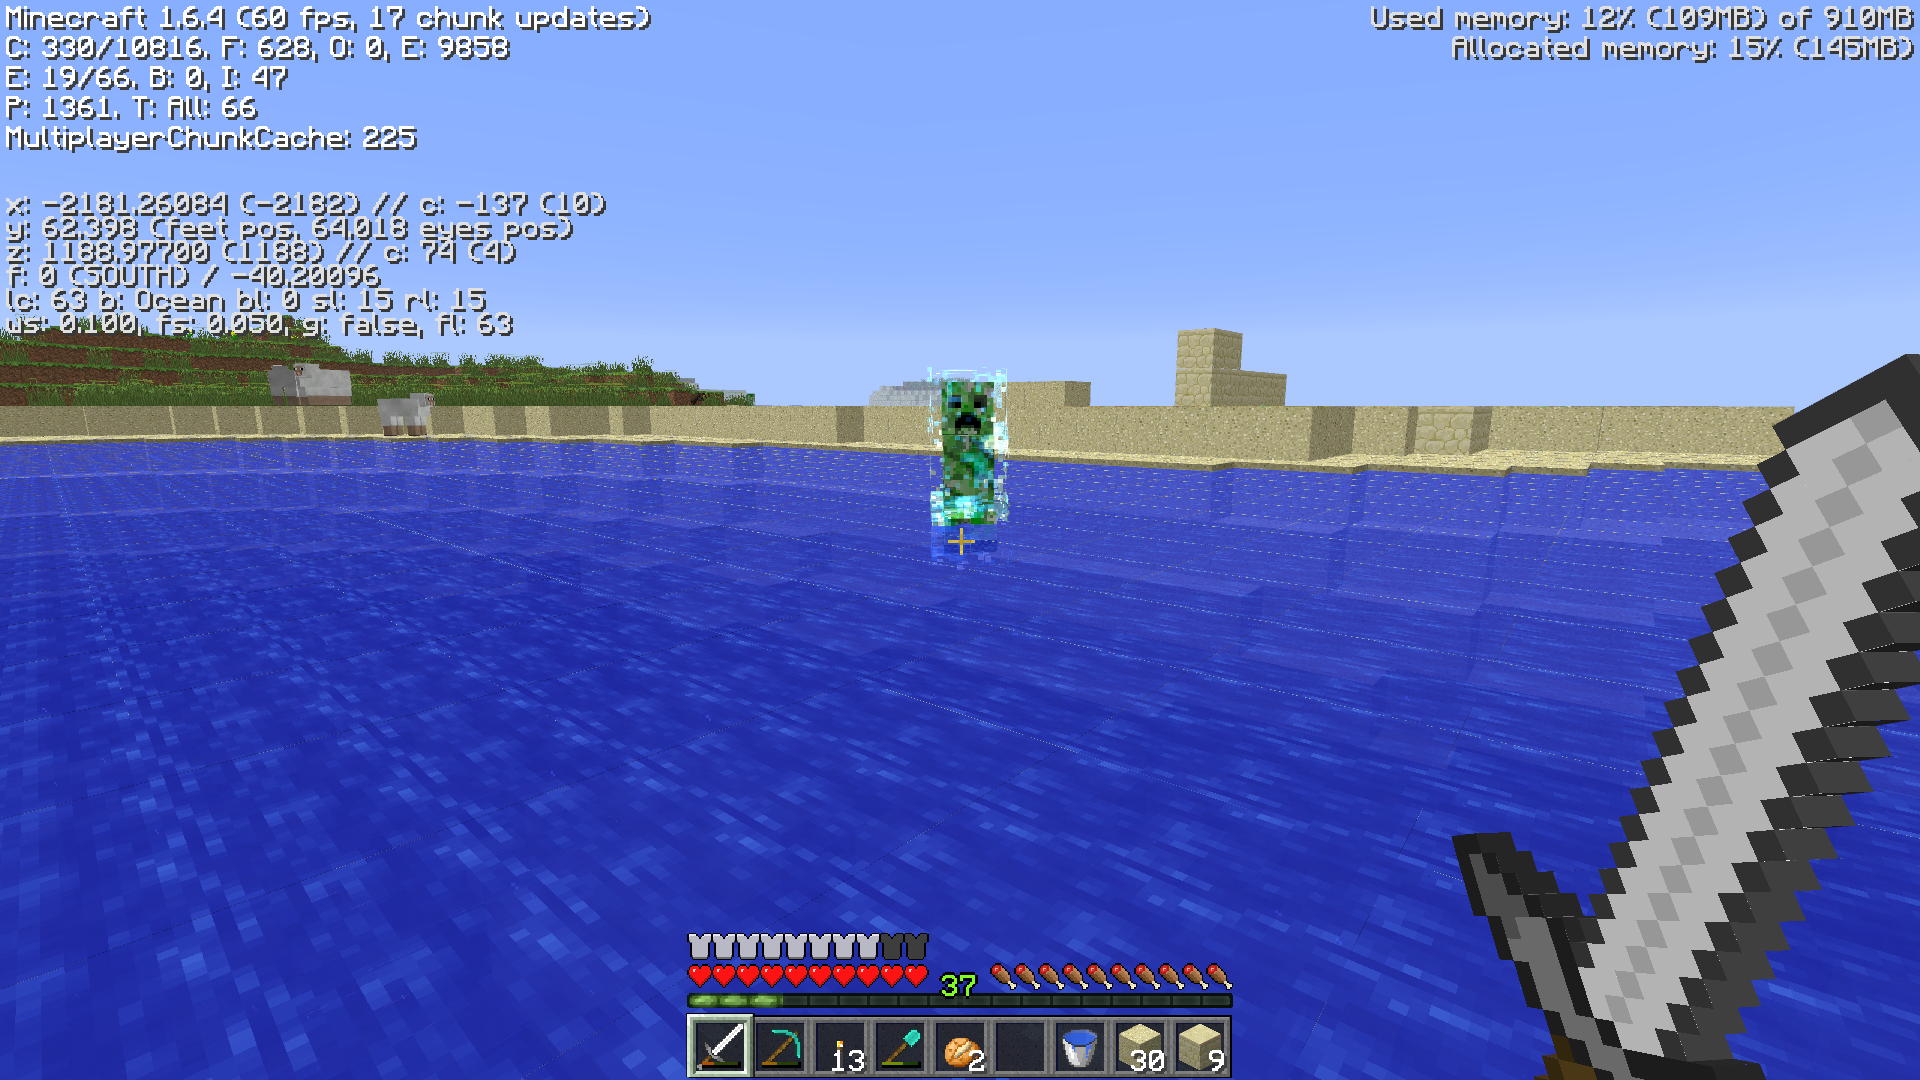 Minecraft 1.6.4 (60 fps, 17 chunk updates)
C: 330/10816. F: 628, O: 0, E: 9858
E: 19/66. B: 0, I: 47
P: 1361. T: All: 66
MultiplayerChunkCache: 225
x: -2181.26084 (-2182) // c: -137 (10)
y: 62.398 (feet pos, 64.018 eyes pos)
z: 1188.97700 (1188) // c: 74 (4)
f: 0 (SOUTH) / -40.20096
lc: 63 b: Ocean bl: 0 sl: 15 rl: 15
ws: 0.100, fs: 0.050, g: false, fl: 63
Used memory: 12% (109MB) of 910MB
Allocated memory: 15% (145MB)
37
13 2 30 9